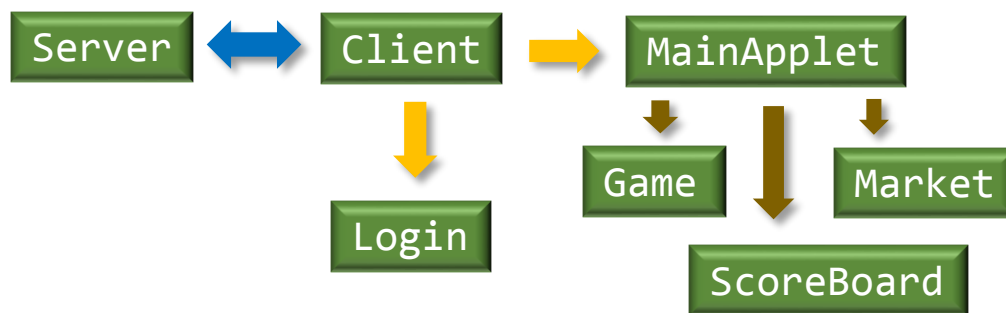 Server
Client
MainApplet
Game
Market
Login
ScoreBoard